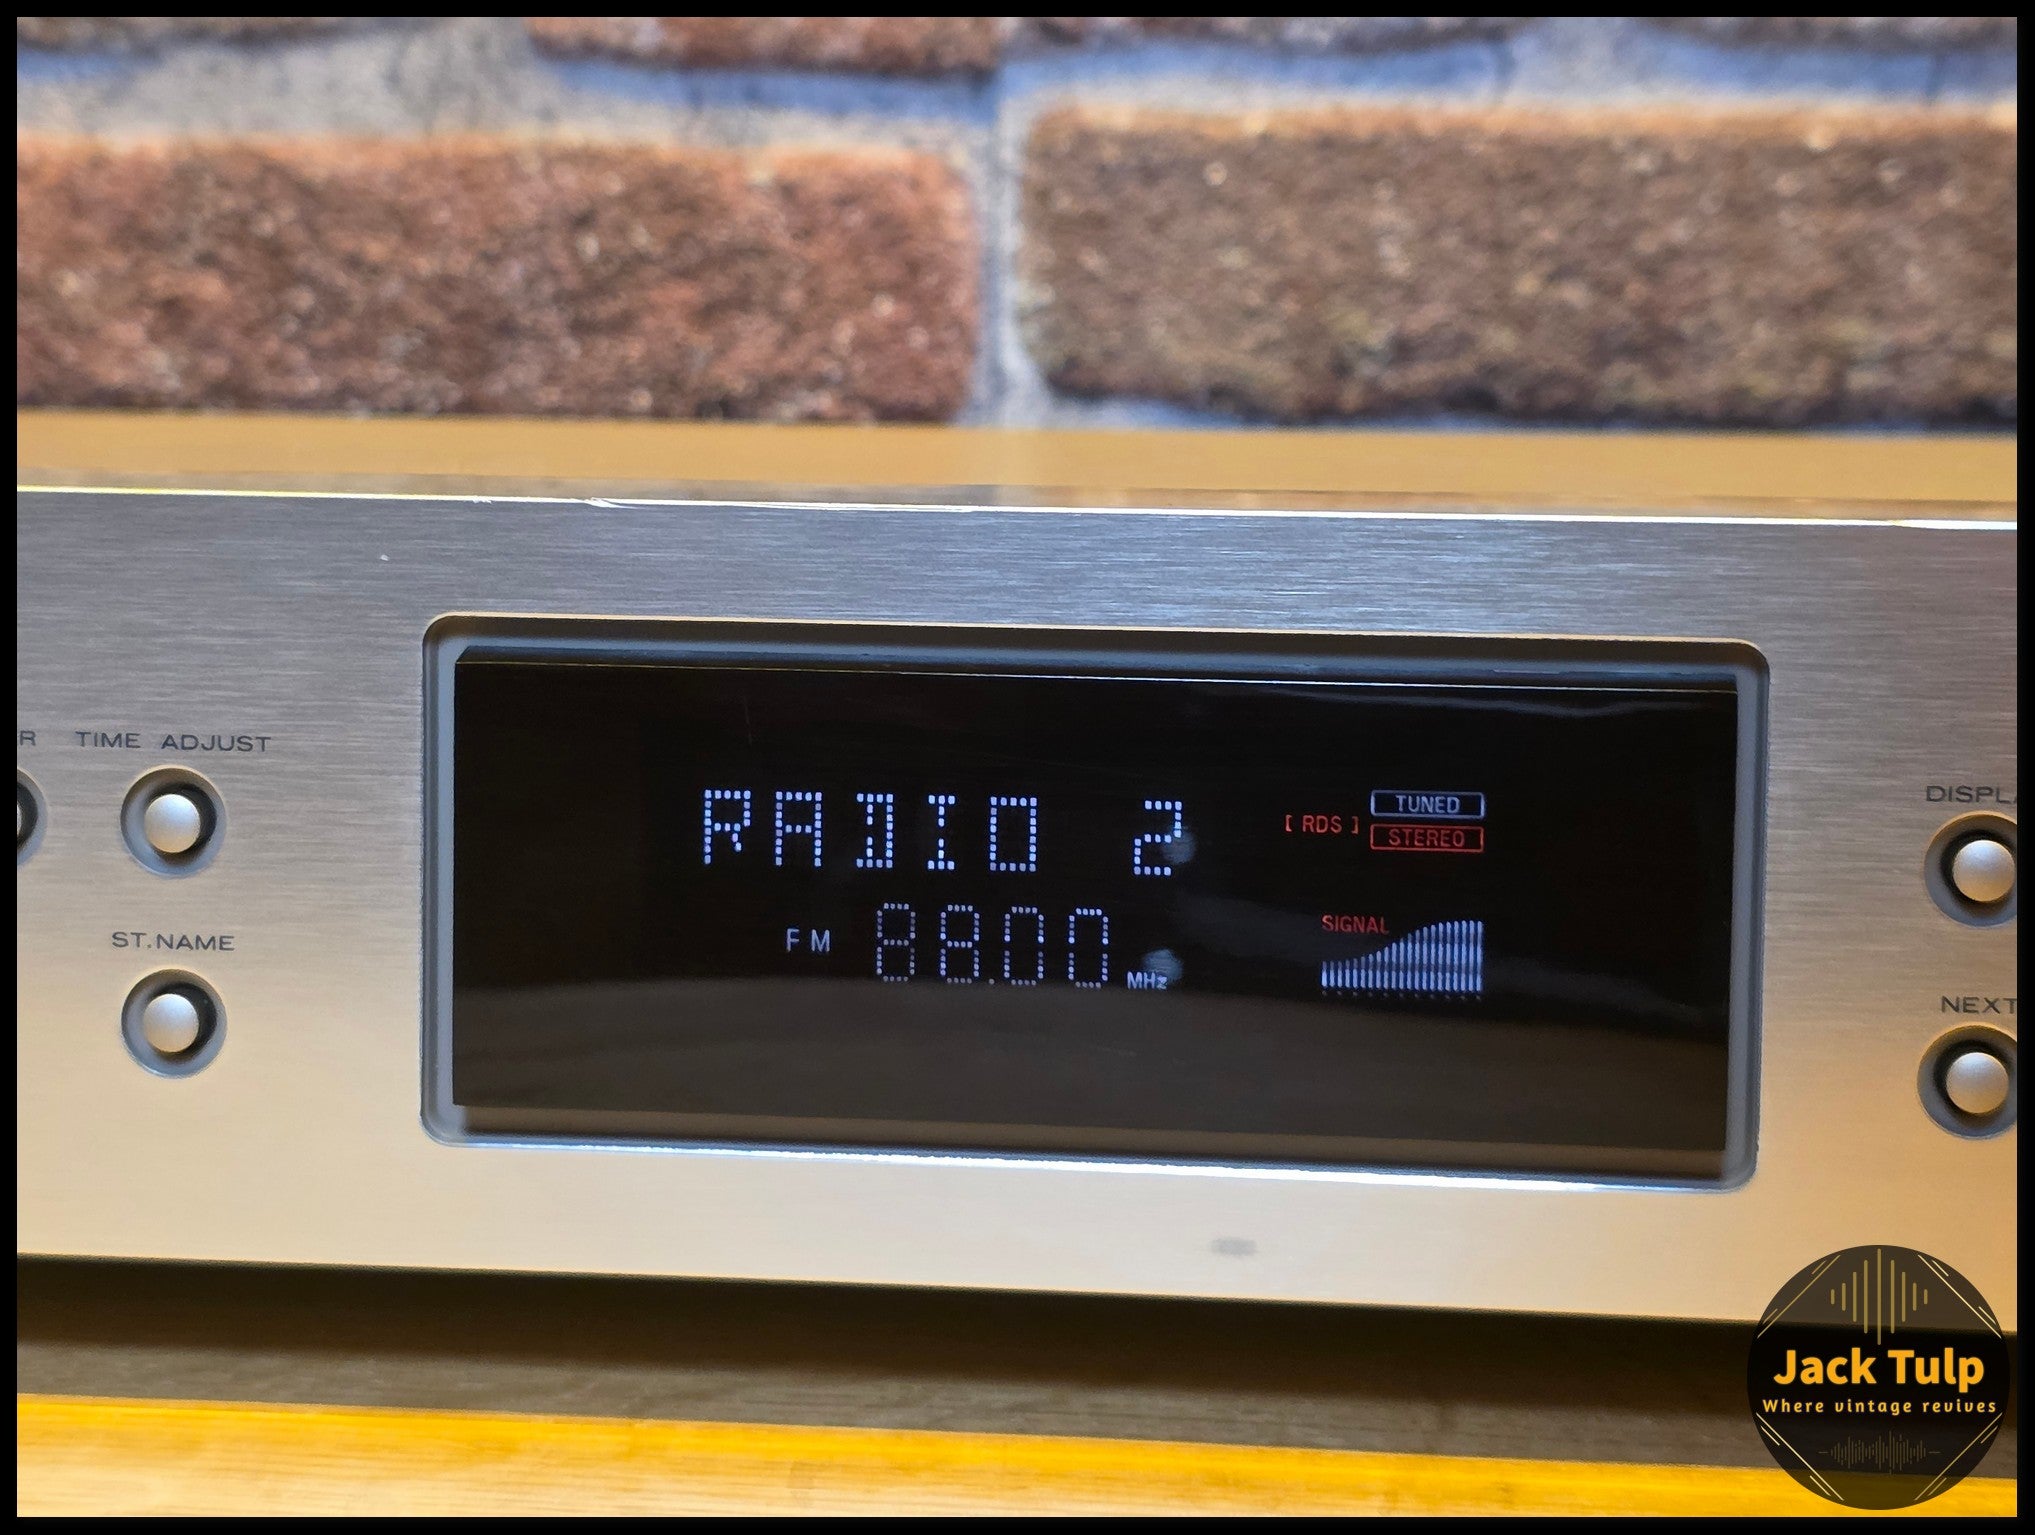 R
TIME ADJUST
ST.NAME
RADIO 2
[ RDS ]
TUNED
STEREO
FM 88.00 MHz
SIGNAL
DISPLA
NEXT
Jack Tulp
Where vintage revives